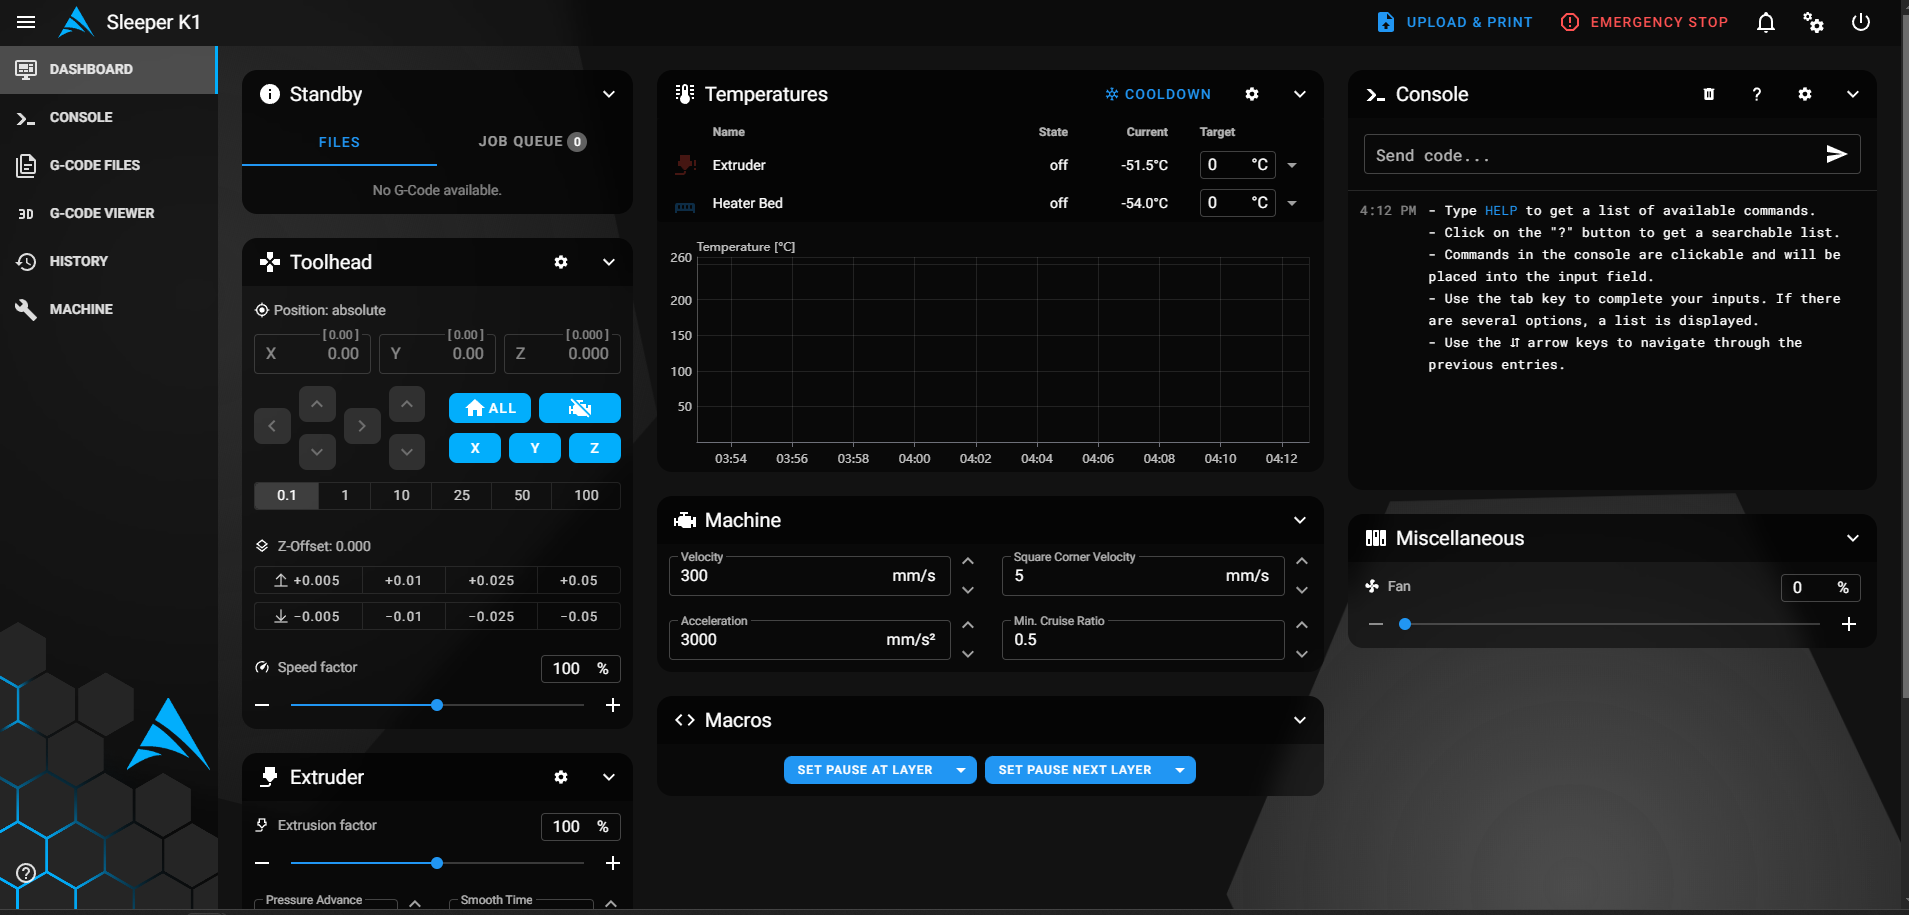 Sleeper K1
UPLOAD & PRINT
EMERGENCY STOP
DASHBOARD
CONSOLE
G-CODE FILES
3D G-CODE VIEWER
HISTORY
MACHINE
Standby
FILES
JOB QUEUE 0
No G-Code available.
Toolhead
Position: absolute
[ 0.00 ] [ 0.00 ] [ 0.000 ]
X 0.00 Y 0.00 Z 0.000
ALL
X Y Z
0.1 1 10 25 50 100
Z-Offset: 0.000
+0.005 +0.01 +0.025 +0.05
−0.005 −0.01 −0.025 −0.05
Speed factor 100 %
Extruder
Extrusion factor 100 %
Pressure Advance Smooth Time
Temperatures
COOLDOWN
Name State Current Target
Extruder off -51.5°C 0 °C
Heater Bed off -54.0°C 0 °C
Temperature [°C]
260
200
150
100
50
03:54 03:56 03:58 04:00 04:02 04:04 04:06 04:08 04:10 04:12
Machine
Velocity Square Corner Velocity
300 mm/s 5 mm/s
Acceleration Min. Cruise Ratio
3000 mm/s² 0.5
Macros
SET PAUSE AT LAYER SET PAUSE NEXT LAYER
Console
?
Send code...
4:12 PM - Type HELP to get a list of available commands.
- Click on the "?" button to get a searchable list.
- Commands in the console are clickable and will be
placed into the input field.
- Use the tab key to complete your inputs. If there
are several options, a list is displayed.
- Use the ⇵ arrow keys to navigate through the
previous entries.
Miscellaneous
Fan 0 %